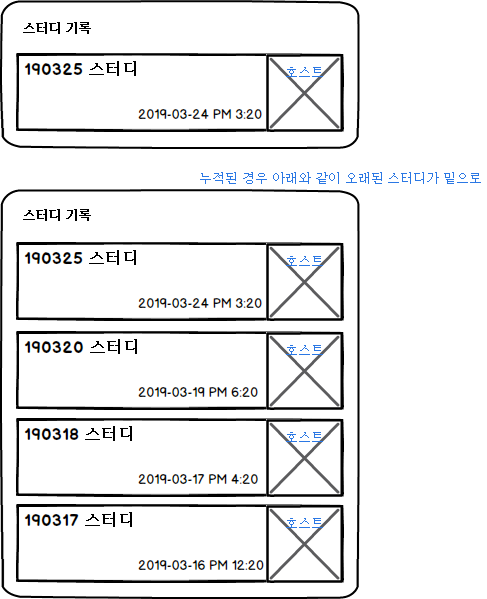 스터디 기록
190325 스터디
호스트
2019-03-24 PM 3:20
누적된 경우 아래와 같이 오래된 스터디가 밑으로
스터디 기록
190325 스터디
호스트
2019-03-24 PM 3:20
190320 스터디
호스트
2019-03-19 PM 6:20
190318 스터디
호스트
2019-03-17 PM 4:20
190317 스터디
호스트
2019-03-16 PM 12:20